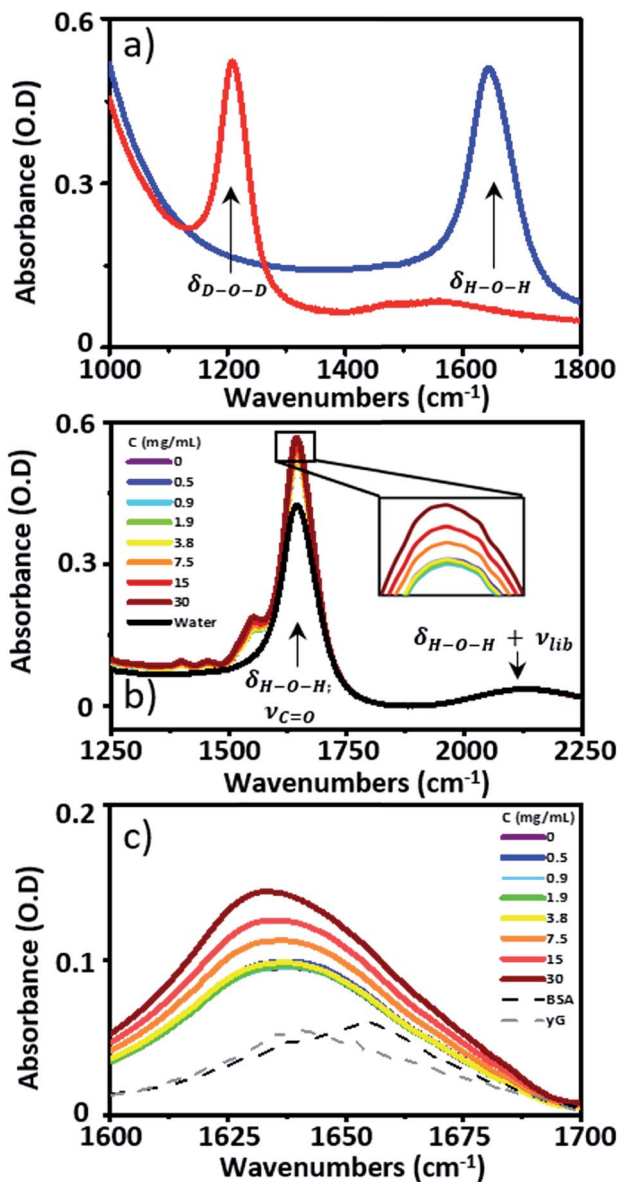 a)
Absorbance (O.D)
0.6
0.3
0
δD-O-D
δH-O-H
1000 1200 1400 1600 1800
Wavenumbers (cm-1)
b)
Absorbance (O.D)
0.6
0.3
0
C (mg/mL)
0
0.5
0.9
1.9
3.8
7.5
15
30
Water
δH-O-H;
νC=O
δH-O-H + νlib
1250 1500 1750 2000 2250
Wavenumbers (cm-1)
c)
Absorbance (O.D)
0.2
0.1
0
C (mg/mL)
0
0.5
0.9
1.9
3.8
7.5
15
30
BSA
yG
1600 1625 1650 1675 1700
Wavenumbers (cm-1)